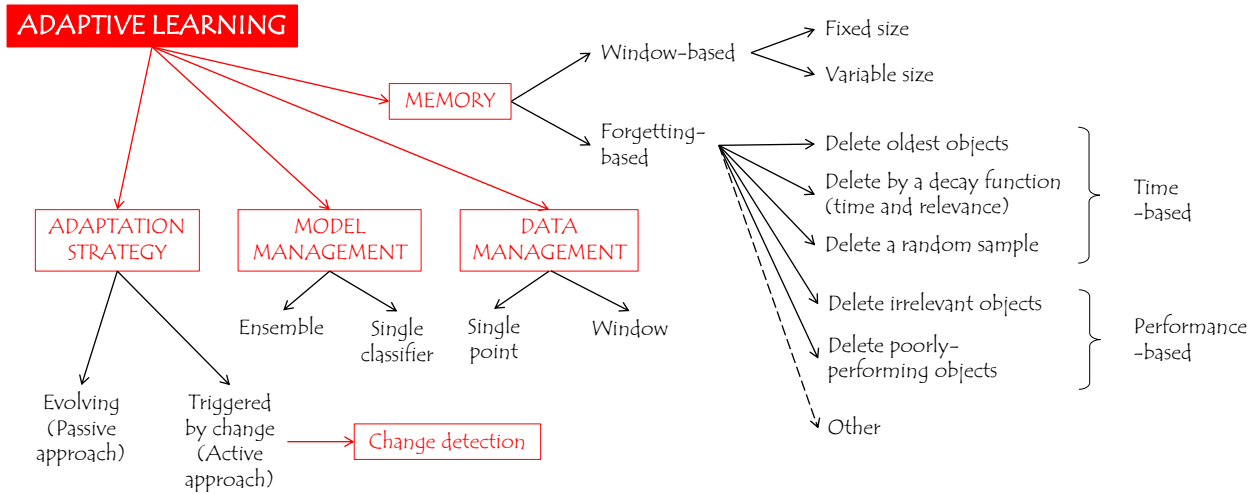 ADAPTIVE LEARNING
MEMORY
Window-based
Fixed size
Variable size
Forgetting-
based
Delete oldest objects
Delete by a decay function
(time and relevance)
Delete a random sample
Time
-based
Delete irrelevant objects
Delete poorly-
performing objects
Performance
-based
Other
ADAPTATION
STRATEGY
MODEL
MANAGEMENT
DATA
MANAGEMENT
Ensemble
Single
classifier
Single
point
Window
Evolving
(Passive
approach)
Triggered
by change
(Active
approach)
Change detection